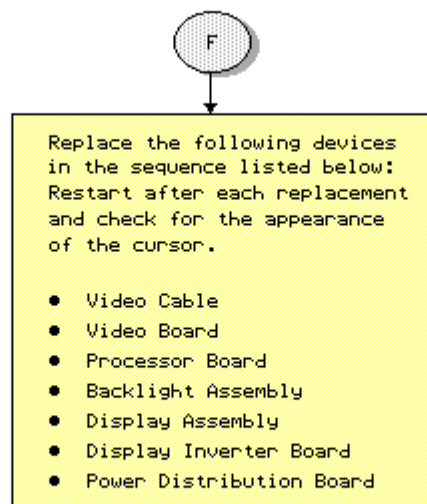 F
Replace the following devices
in the sequence listed below:
Restart after each replacement
and check for the appearance
of the cursor.
● Video Cable
● Video Board
● Processor Board
● Backlight Assembly
● Display Assembly
● Display Inverter Board
● Power Distribution Board